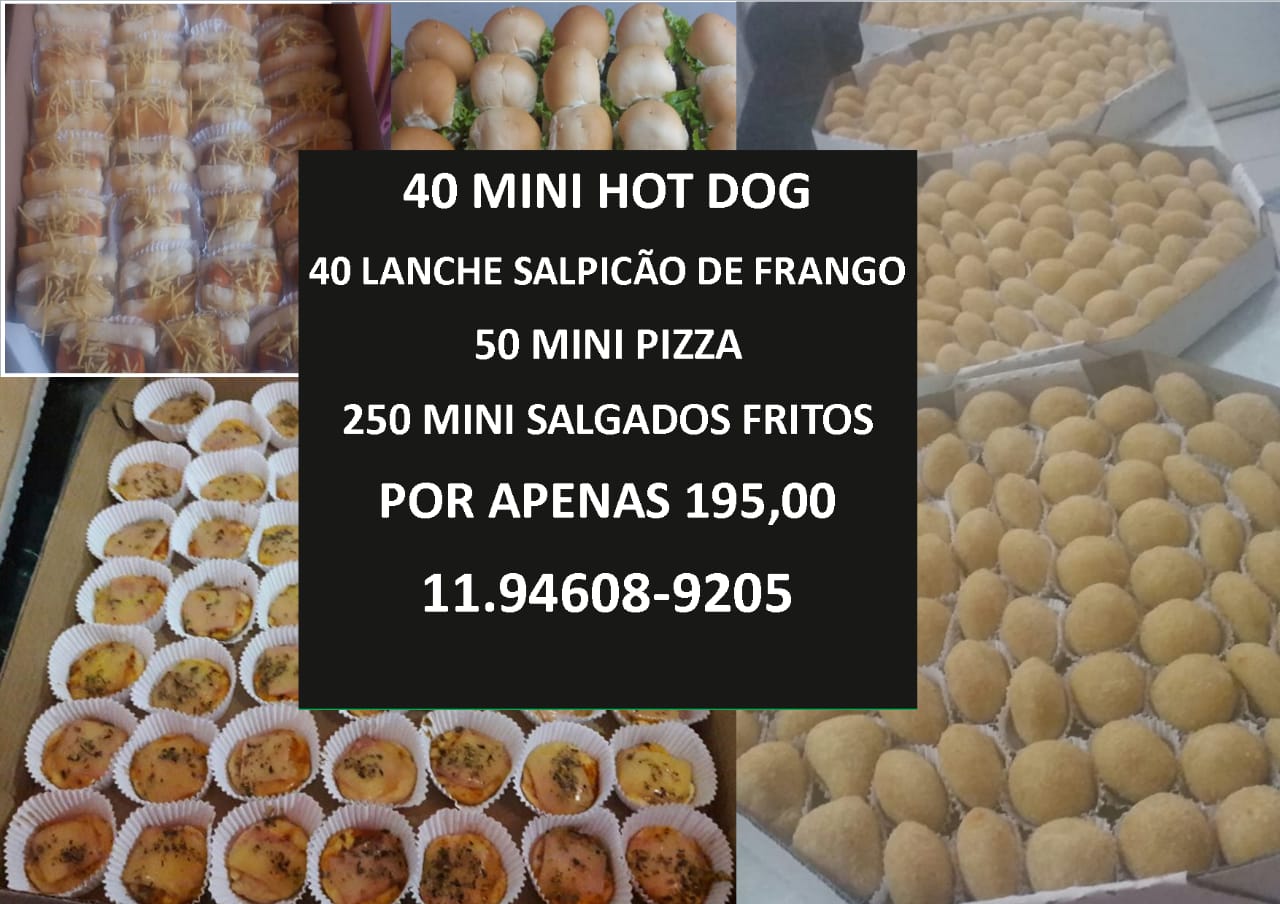 40 MINI HOT DOG
40 LANCHE SALPICÃO DE FRANGO
50 MINI PIZZA
250 MINI SALGADOS FRITOS
POR APENAS 195,00
11.94608-9205